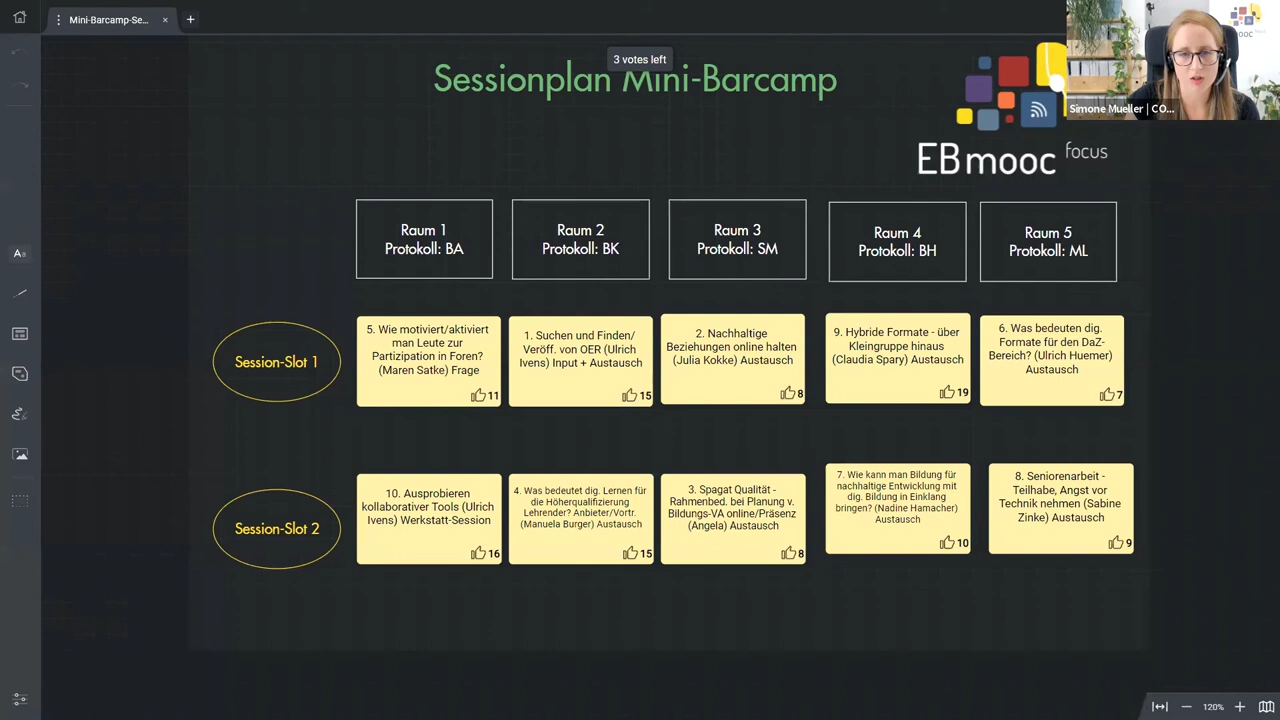 Mini-Barcamp-Se...
3 votes left
Sessionplan Mini-Barcamp
Simone Mueller | CO...
EBmooc focus
Raum 1
Protokoll: BA
Raum 2
Protokoll: BK
Raum 3
Protokoll: SM
Raum 4
Protokoll: BH
Raum 5
Protokoll: ML
Session-Slot 1
5. Wie motiviert/aktiviert
man Leute zur
Partizipation in Foren?
(Maren Satke) Frage
11
1. Suchen und Finden/
Veröff. von OER (Ulrich
Ivens) Input + Austausch
15
2. Nachhaltige
Beziehungen online halten
(Julia Kokke) Austausch
8
9. Hybride Formate - über
Kleingruppe hinaus
(Claudia Spary) Austausch
19
6. Was bedeuten dig.
Formate für den DaZ-
Bereich? (Ulrich Huemer)
Austausch
7
Session-Slot 2
10. Ausprobieren
kollaborativer Tools (Ulrich
Ivens) Werkstatt-Session
16
4. Was bedeutet dig. Lernen für
die Höherqualifizierung
Lehrender? Anbieter/Vortr.
(Manuela Burger) Austausch
15
3. Spagat Qualität -
Rahmenbed. bei Planung v.
Bildungs-VA online/Präsenz
(Angela) Austausch
8
7. Wie kann man Bildung für
nachhaltige Entwicklung mit
dig. Bildung in Einklang
bringen? (Nadine Hamacher)
Austausch
10
8. Seniorenarbeit -
Teilhabe, Angst vor
Technik nehmen (Sabine
Zinke) Austausch
9
120%